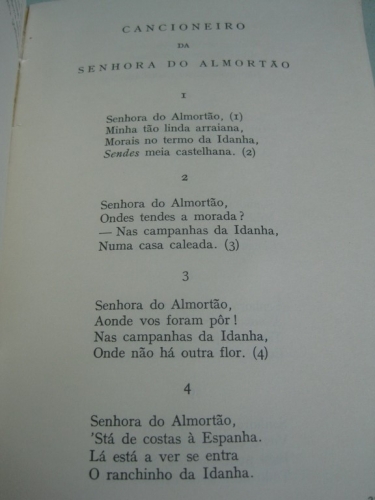 CANCIONEIRO
DA
SENHORA DO ALMORTÃO
1
Senhora do Almortão, (1)
Minha tão linda arraiana,
Morais no termo da Idanha,
Sendes meia castelhana. (2)
2
Senhora do Almortão,
Ondes tendes a morada?
— Nas campanhas da Idanha,
Numa casa caleada. (3)
3
Senhora do Almortão,
Aonde vos foram pôr!
Nas campanhas da Idanha,
Onde não há outra flor. (4)
4
Senhora do Almortão,
'Stá de costas à Espanha.
Lá está a ver se entra
O ranchinho da Idanha.